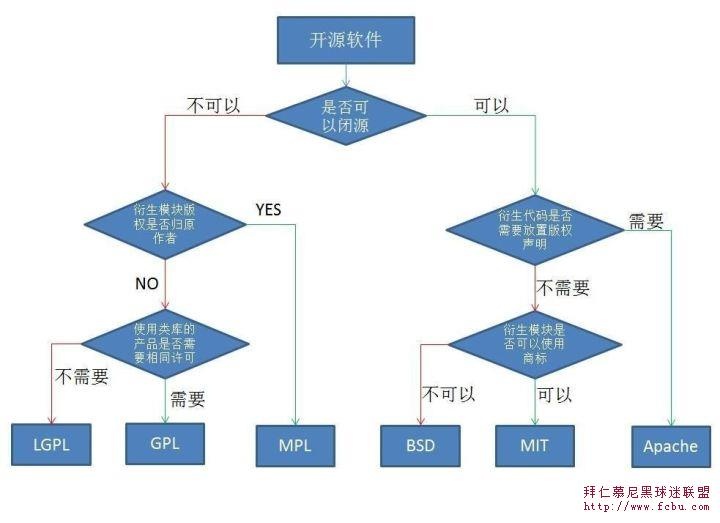 开源软件
是否可
以闭源
不可以
可以
衍生模块版
权是否归原
作者
YES
衍生代码是否
需要放置版权
声明
需要
NO
不需要
使用类库的
产品是否需
要相同许可
衍生模块是
否可以使用
商标
不需要
需要
不可以
可以
LGPL
GPL
MPL
BSD
MIT
Apache
拜仁慕尼黑球迷联盟
http://www.fcbu.com